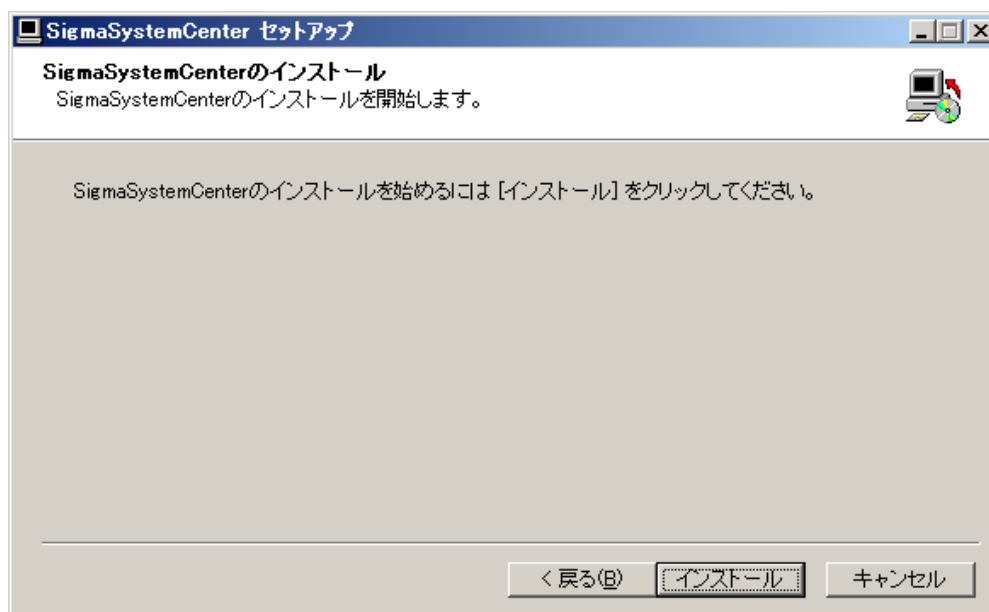 SigmaSystemCenter セットアップ
SigmaSystemCenterのインストール
SigmaSystemCenterのインストールを開始します。
SigmaSystemCenterのインストールを始めるには [インストール] をクリックしてください。
< 戻る(B) インストール キャンセル